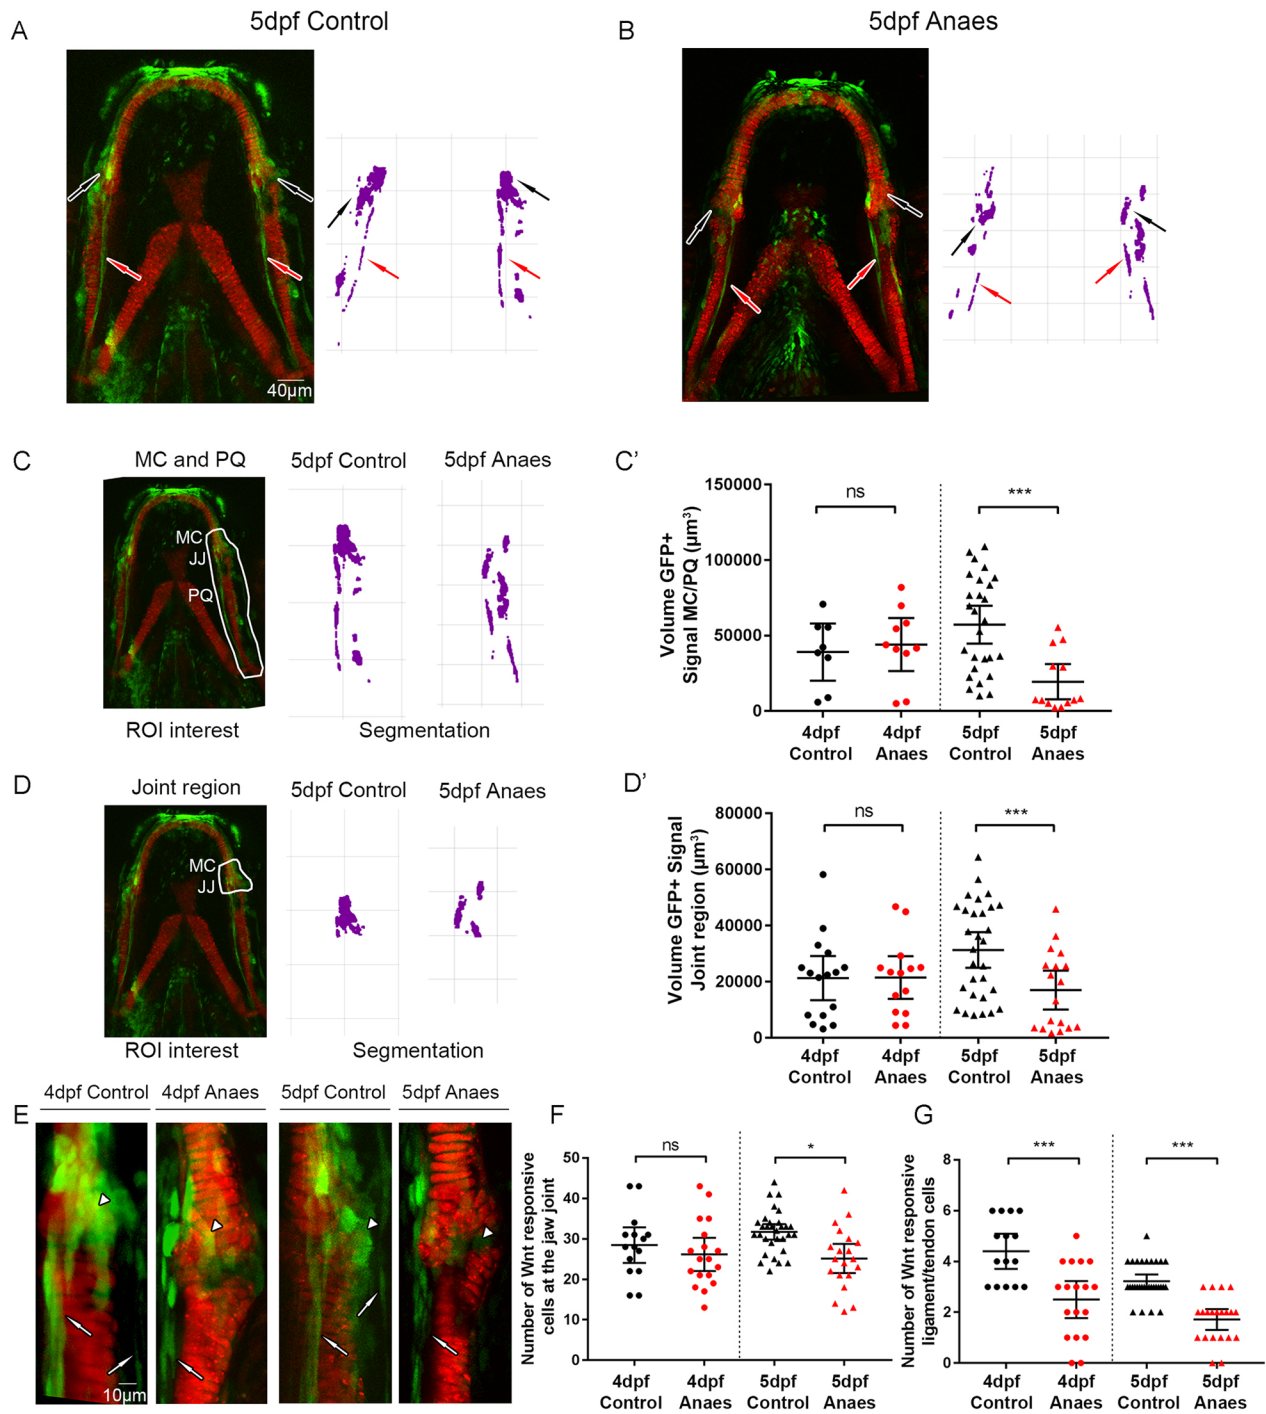 5dpf Control
5dpf Anaes
A
B
40µm
C
MC and PQ
5dpf Control
5dpf Anaes
MC
JJ
PQ
ROI interest
Segmentation
C’
Volume GFP+
Signal MC/PQ (µm³)
150000
100000
50000
0
ns
***
4dpf
Control
4dpf
Anaes
5dpf
Control
5dpf
Anaes
D
Joint region
5dpf Control
5dpf Anaes
MC
JJ
ROI interest
Segmentation
D’
Volume GFP+ Signal
Joint region (µm³)
80000
60000
40000
20000
0
ns
***
4dpf
Control
4dpf
Anaes
5dpf
Control
5dpf
Anaes
E
4dpf Control
4dpf Anaes
5dpf Control
5dpf Anaes
10µm
F
Number of Wnt responsive
cells at the jaw joint
50
40
30
20
10
0
ns
*
4dpf
Control
4dpf
Anaes
5dpf
Control
5dpf
Anaes
G
Number of Wnt responsive
ligament/tendon cells
8
6
4
2
0
***
***
4dpf
Control
4dpf
Anaes
5dpf
Control
5dpf
Anaes